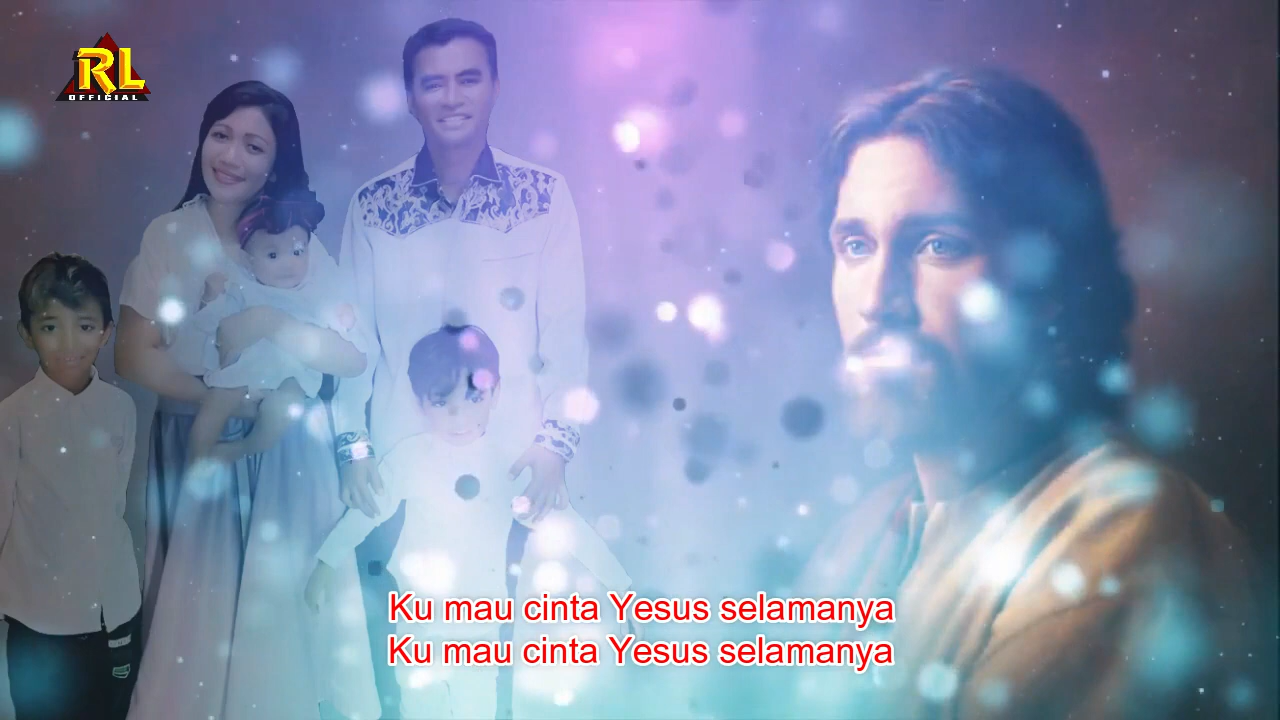 RL
OFFICIAL
Ku mau cinta Yesus selamanya
Ku mau cinta Yesus selamanya